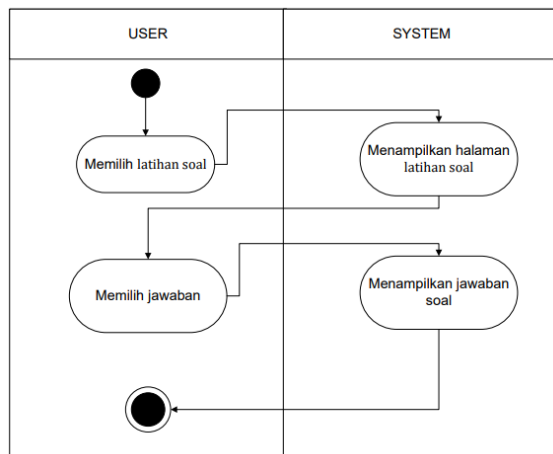 USER
SYSTEM
Memilih latihan soal
Menampilkan halaman
latihan soal
Memilih jawaban
Menampilkan jawaban
soal